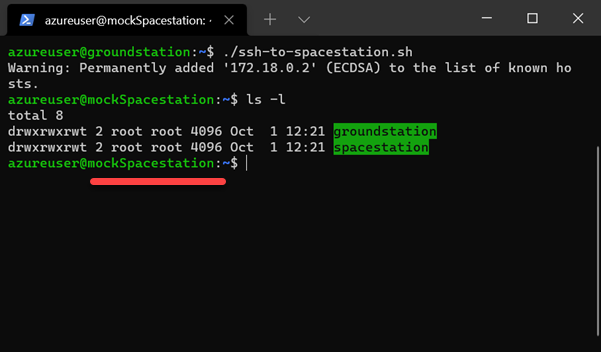 azureuser@mockSpacestation: ~
azureuser@groundstation:~$ ./ssh-to-spacestation.sh
Warning: Permanently added '172.18.0.2' (ECDSA) to the list of known ho
sts.
azureuser@mockSpacestation:~$ ls -l
total 8
drwxrwxrwt 2 root root 4096 Oct  1 12:21 groundstation
drwxrwxrwt 2 root root 4096 Oct  1 12:21 spacestation
azureuser@mockSpacestation:~$